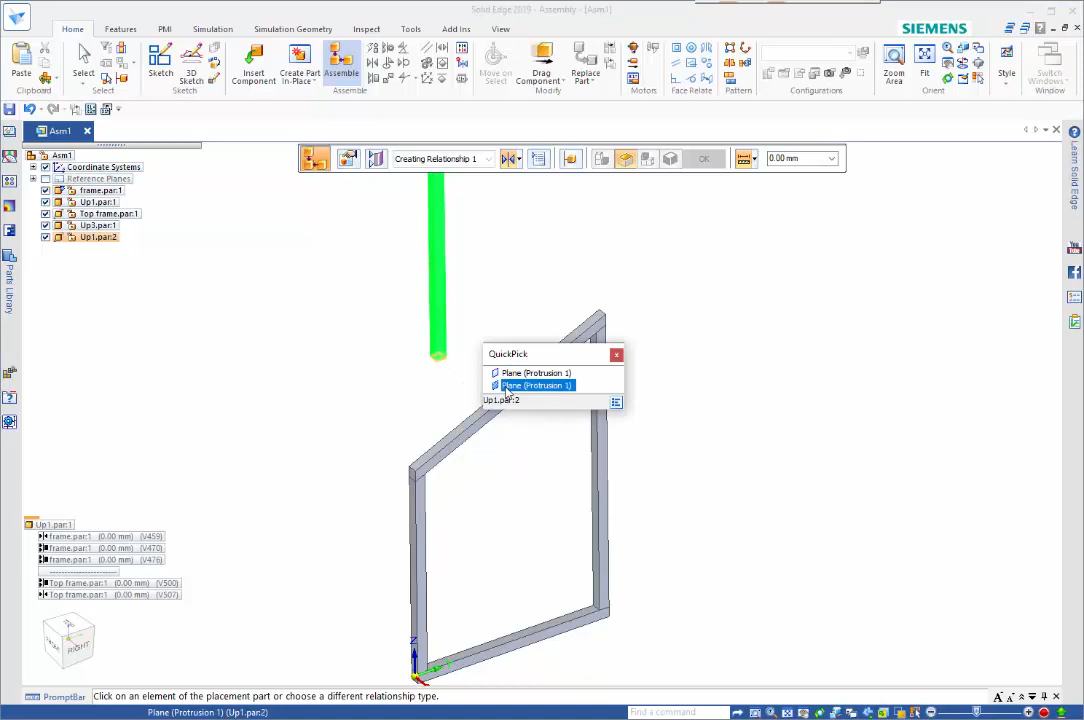 Solid Edge 2019 - Assembly - [Asm1]
Home Features PMI Simulation Simulation Geometry Inspect Tools Add Ins View
SIEMENS
Paste Select Sketch 3D Sketch Insert Component Create Part In-Place Assemble Move on Select Drag Component Replace Part Zoom Area Fit Style Switch Windows
Clipboard Select Sketch Assemble Modify Motors Face Relate Pattern Configurations Orient Window
Asm1
Creating Relationship 1
OK
0.00 mm
Asm1
Coordinate Systems
Reference Planes
frame.par:1
Up1.par:1
Top frame.par:1
Up3.par:1
Up1.par:2
Parts Library
Learn Solid Edge
You Tube
QuickPick
Plane (Protrusion 1)
Plane (Protrusion 1)
Up1.par:2
Up1.par:1
frame.par:1 (0.00 mm) (V459)
frame.par:1 (0.00 mm) (V470)
frame.par:1 (0.00 mm) (V476)
Top frame.par:1 (0.00 mm) (V500)
Top frame.par:1 (0.00 mm) (V507)
TOP
RIGHT
Z
PromptBar Click on an element of the placement part or choose a different relationship type.
Plane (Protrusion 1) (Up1.par:2)
Find a command